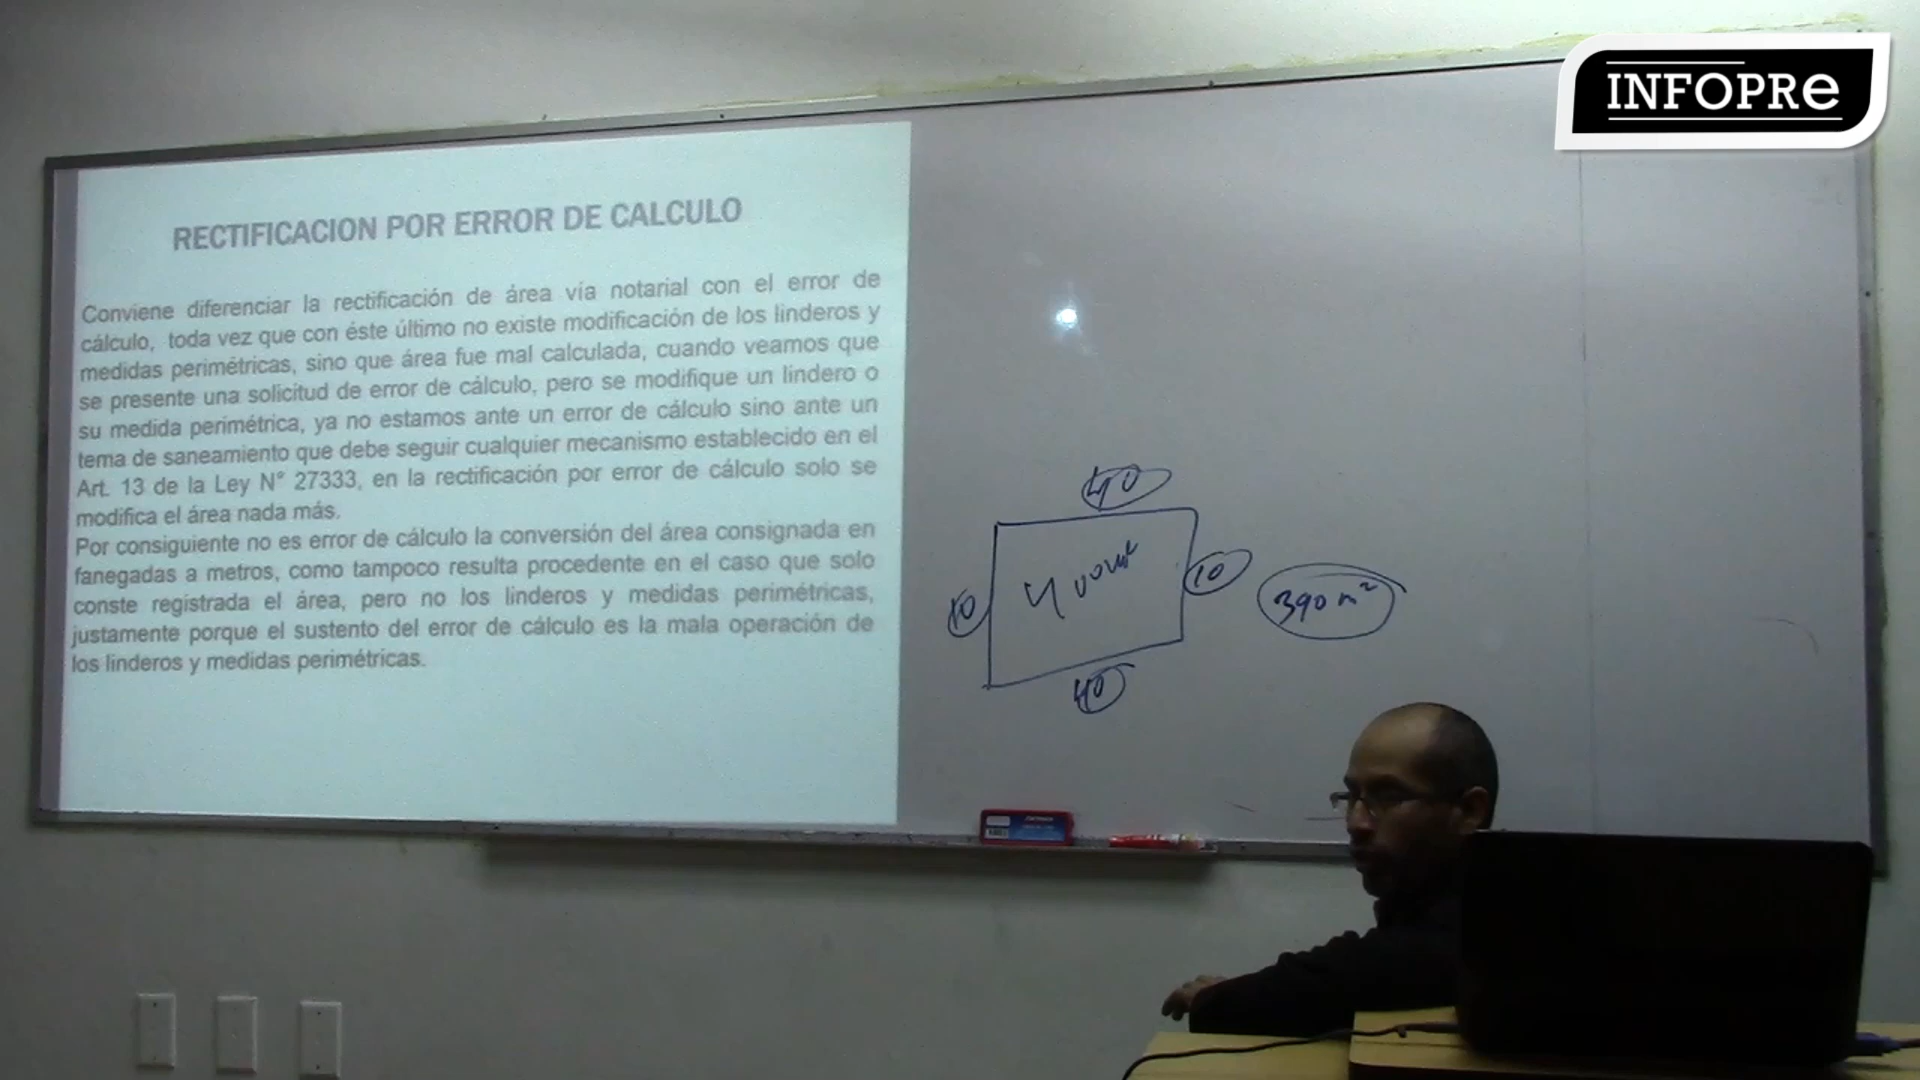 INFOPRe
RECTIFICACION POR ERROR DE CALCULO
Conviene diferenciar la rectificación de área vía notarial con el error de
cálculo, toda vez que con éste último no existe modificación de los linderos y
medidas perimétricas, sino que área fue mal calculada, cuando veamos que
se presente una solicitud de error de cálculo, pero se modifique un lindero o
su medida perimétrica, ya no estamos ante un error de cálculo sino ante un
tema de saneamiento que debe seguir cualquier mecanismo establecido en el
Art. 13 de la Ley N° 27333, en la rectificación por error de cálculo solo se
modifica el área nada más.
Por consiguiente no es error de cálculo la conversión del área consignada en
fanegadas a metros, como tampoco resulta procedente en el caso que solo
conste registrada el área, pero no los linderos y medidas perimétricas,
justamente porque el sustento del error de cálculo es la mala operación de
los linderos y medidas perimétricas.
40
400 m²
10
10
390 m²
40